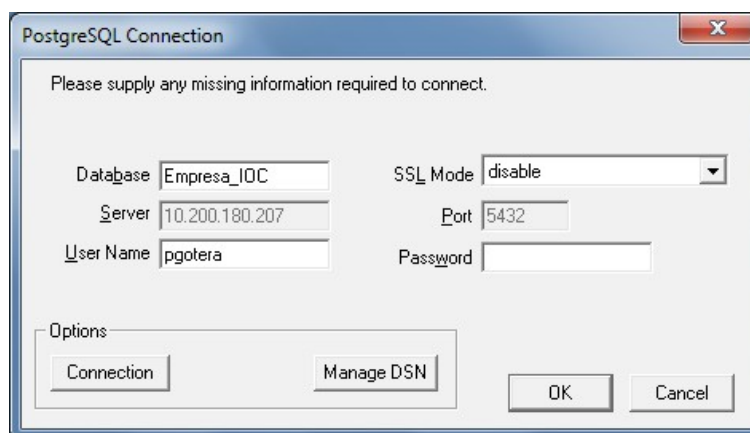 PostgreSQL Connection
Please supply any missing information required to connect.
Database Empresa_IOC SSL Mode disable
Server 10.200.180.207 Port 5432
User Name pgotera Password
Options
Connection Manage DSN OK Cancel